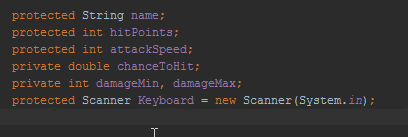 protected String name;
protected int hitPoints;
protected int attackSpeed;
private double chanceToHit;
private int damageMin, damageMax;
protected Scanner Keyboard = new Scanner(System.in);